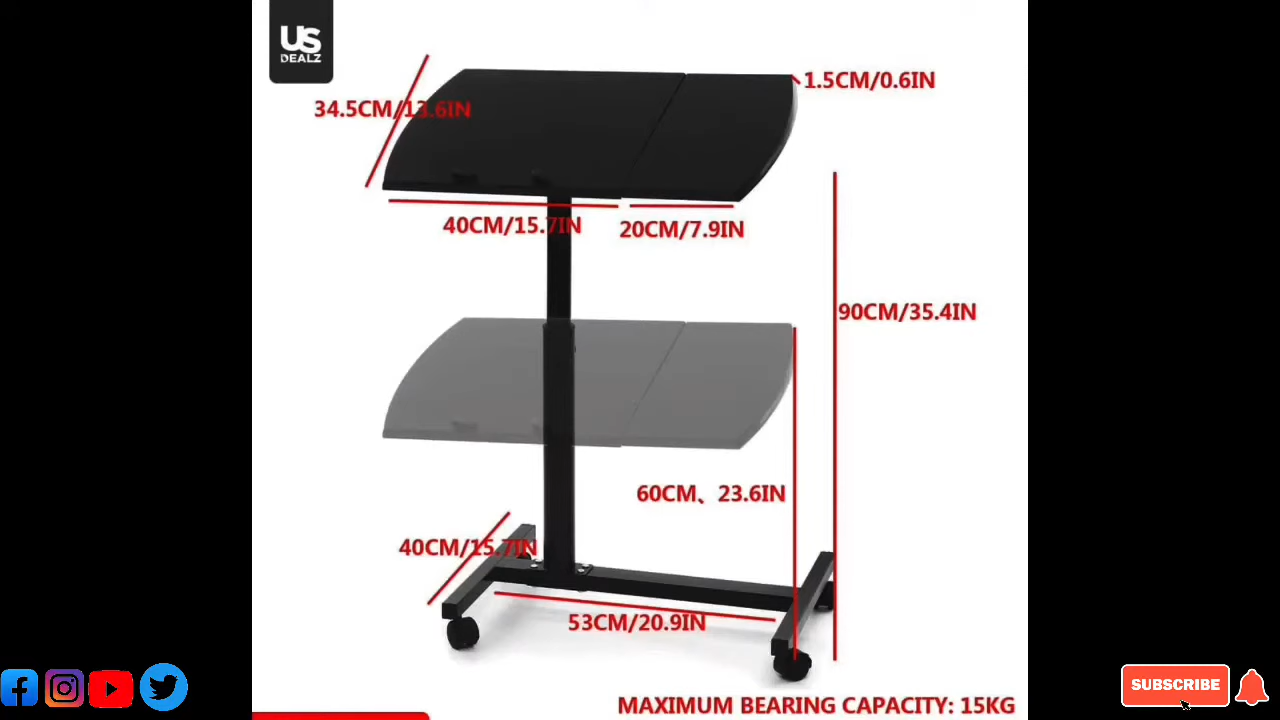 US
DEALZ
1.5CM/0.6IN
34.5CM/13.6IN
40CM/15.7IN
20CM/7.9IN
90CM/35.4IN
60CM、23.6IN
40CM/15.7IN
53CM/20.9IN
SUBSCRIBE
MAXIMUM BEARING CAPACITY: 15KG